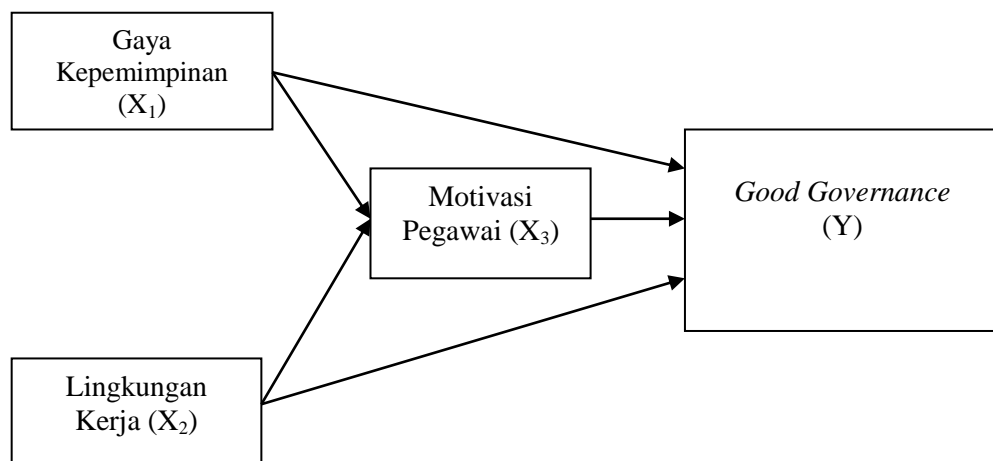 Gaya
Kepemimpinan
(X₁)
Motivasi
Pegawai (X₃)
Good Governance
(Y)
Lingkungan
Kerja (X₂)